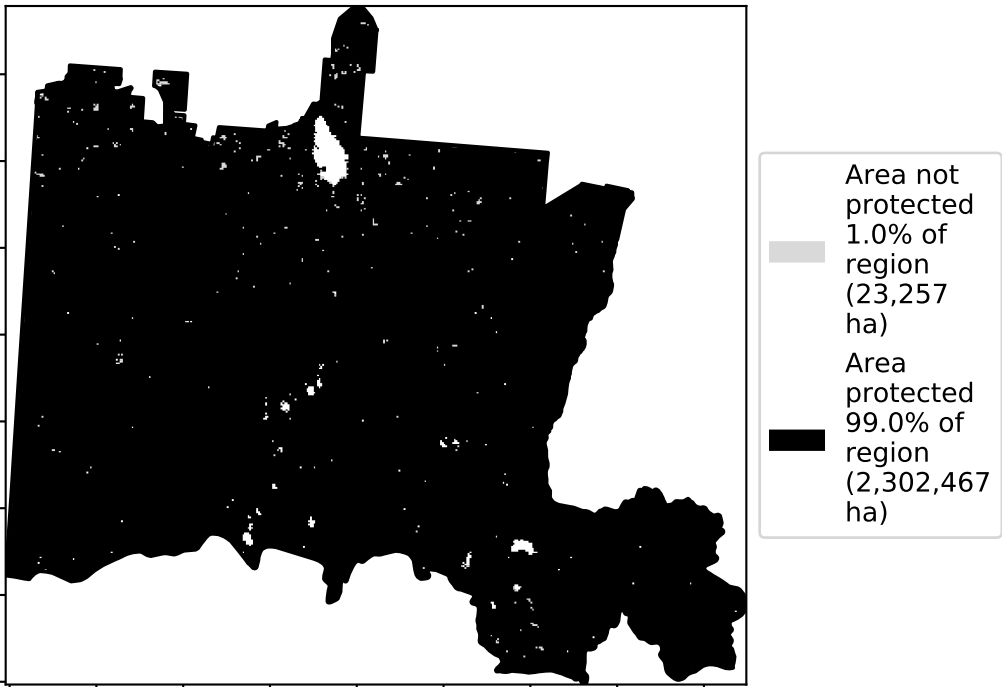 Area not
protected
1.0% of
region
(23,257
ha)
Area
protected
99.0% of
region
(2,302,467
ha)